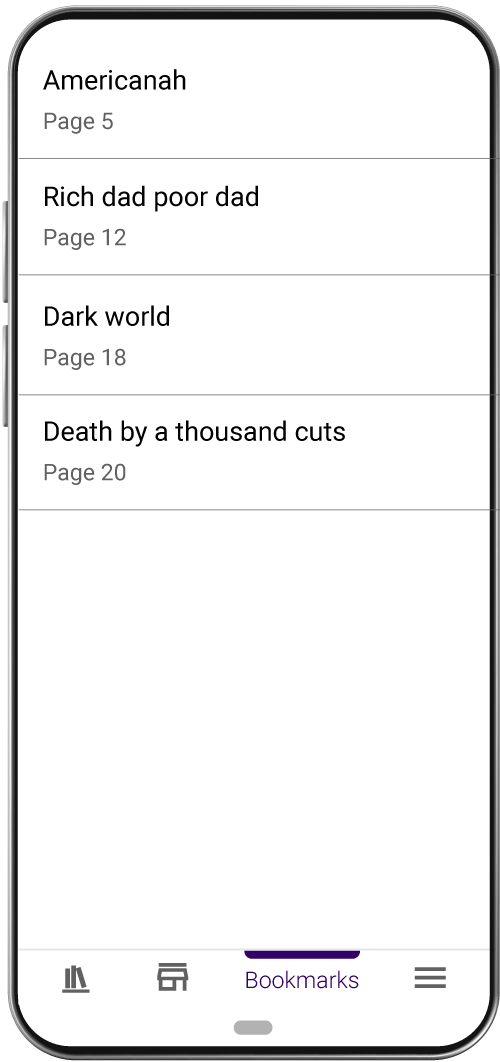 Americanah
Page 5
Rich dad poor dad
Page 12
Dark world
Page 18
Death by a thousand cuts
Page 20
Bookmarks